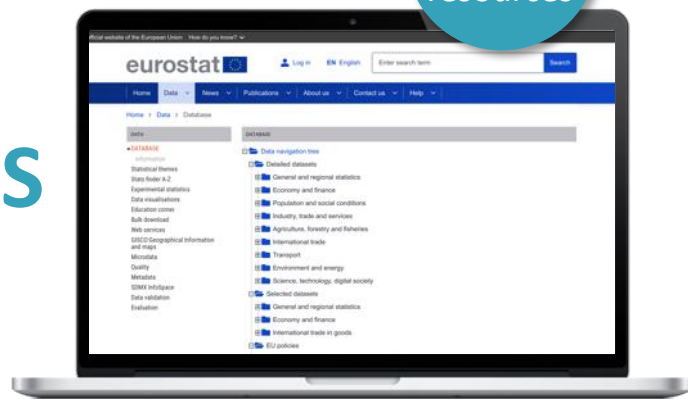 resources
official website of the European Union How do you know?
eurostat
Log in EN English Enter search term Search
Home Data News Publications About us Contact us Help
Home > Data > Database
DATA
DATABASE
Information
Statistical themes
Statistics A-Z
Experimental statistics
Data visualisations
Education corner
Bulk download
Web services
GISCO:Geographical Information
and maps
Microdata
Quality
Metadata
SDMX InfoSpace
Data validation
Evaluation
DATABASE
Data navigation tree
Detailed datasets
General and regional statistics
Economy and finance
Population and social conditions
Industry, trade and services
Agriculture, forestry and fisheries
International trade
Transport
Environment and energy
Science, technology, digital society
Selected datasets
General and regional statistics
Economy and finance
International trade in goods
EU policies
S